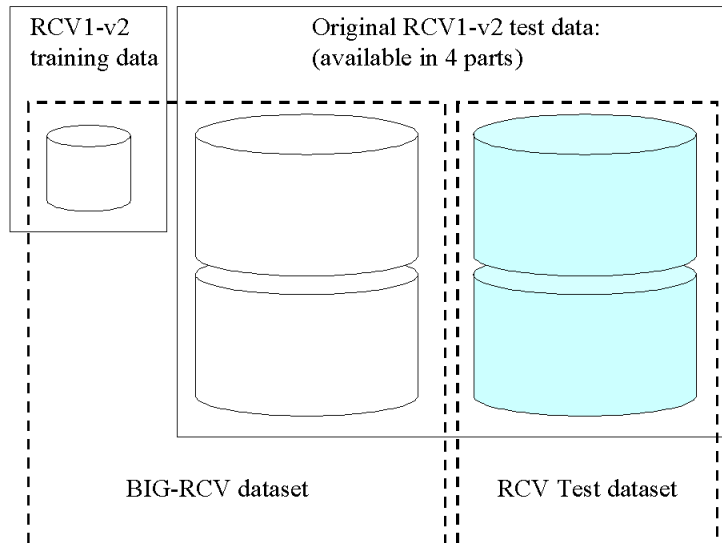 RCV1-v2
training data
Original RCV1-v2 test data:
(available in 4 parts)
BIG-RCV dataset
RCV Test dataset